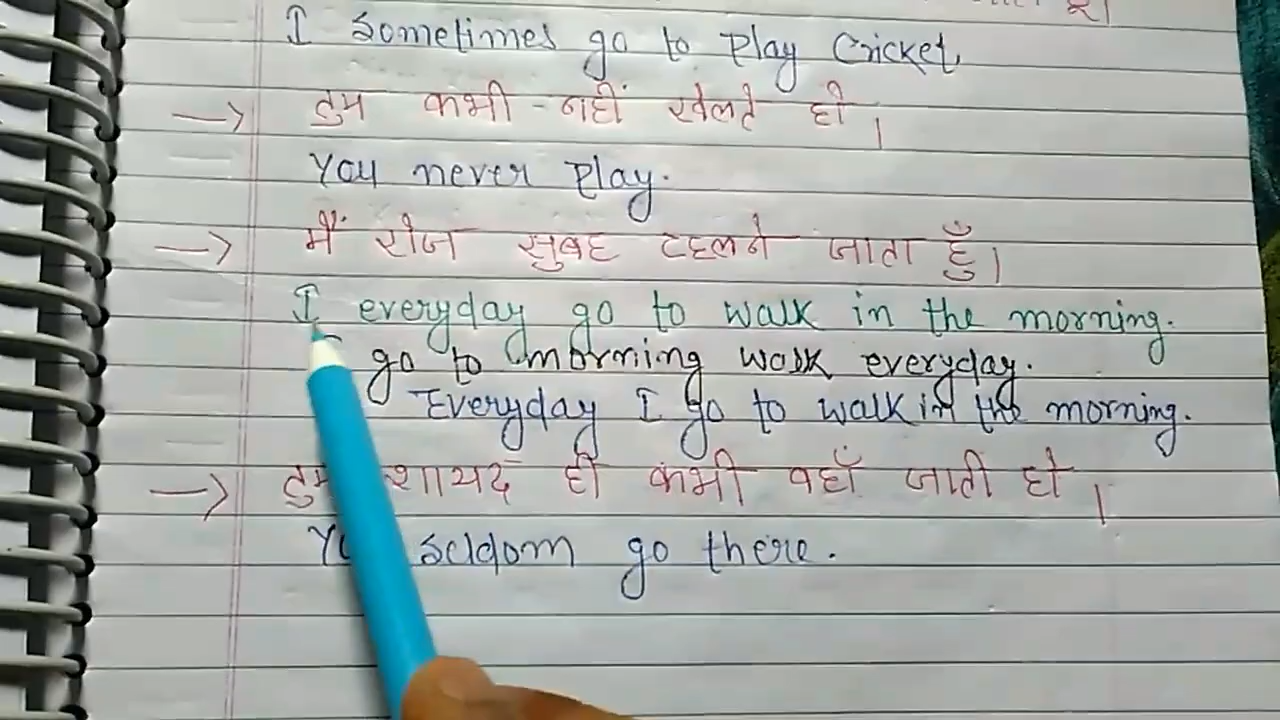 I sometimes go to Play Cricket
→ तुम कभी नहीं खेलते हो।
You never Play.
→ मैं रोज सुबह टहलने जाता हूँ।
I everyday go to walk in the morning.
go to morning walk everyday.
Everyday I go to walk in the morning.
→ शायद ही कभी वहाँ जाती हो।
seldom go there.